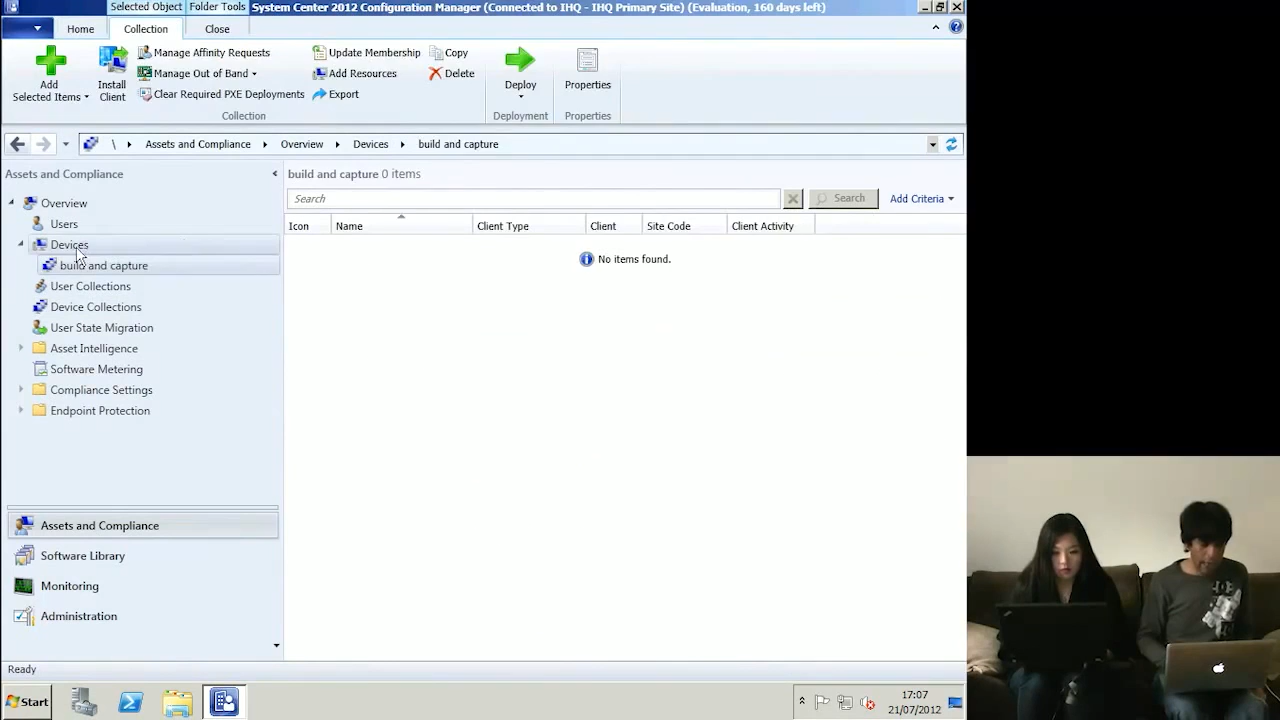 Selected Object
Folder Tools
System Center 2012 Configuration Manager (Connected to IHQ - IHQ Primary Site) (Evaluation, 160 days left)
Home
Collection
Close
Add Selected Items
Install Client
Manage Affinity Requests
Manage Out of Band
Clear Required PXE Deployments
Update Membership
Add Resources
Export
Copy
Delete
Deploy
Properties
Collection
Deployment
Properties
\ Assets and Compliance Overview Devices build and capture
Assets and Compliance
build and capture 0 items
Search
Search
Add Criteria
Overview
Users
Devices
build and capture
User Collections
Device Collections
User State Migration
Asset Intelligence
Software Metering
Compliance Settings
Endpoint Protection
Icon Name Client Type Client Site Code Client Activity
No items found.
Assets and Compliance
Software Library
Monitoring
Administration
Ready
Start
17:07
21/07/2012